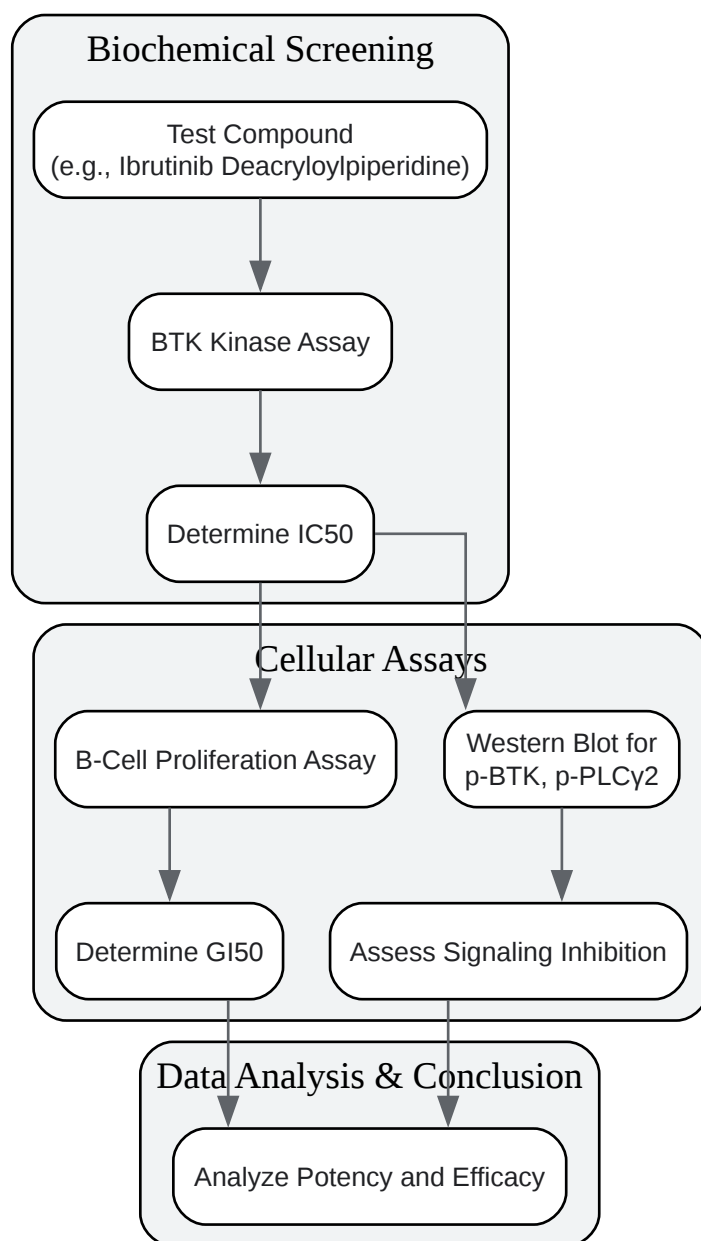 Biochemical Screening
Test Compound
(e.g., Ibrutinib Deacryloylpiperidine)
BTK Kinase Assay
Determine IC50
Cellular Assays
B-Cell Proliferation Assay
Western Blot for
p-BTK, p-PLCγ2
Determine GI50
Assess Signaling Inhibition
Data Analysis & Conclusion
Analyze Potency and Efficacy